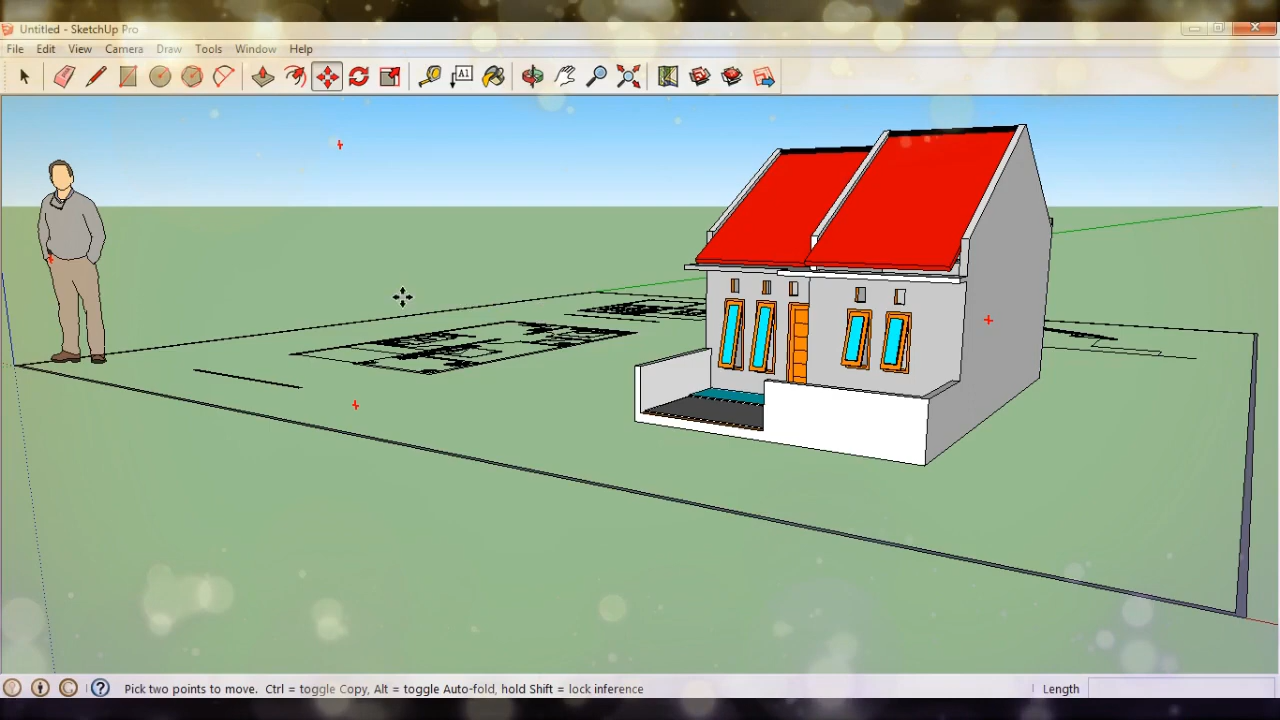 Untitled - SketchUp Pro
File Edit View Camera Draw Tools Window Help
A1
Pick two points to move. Ctrl = toggle Copy, Alt = toggle Auto-fold, hold Shift = lock inference Length